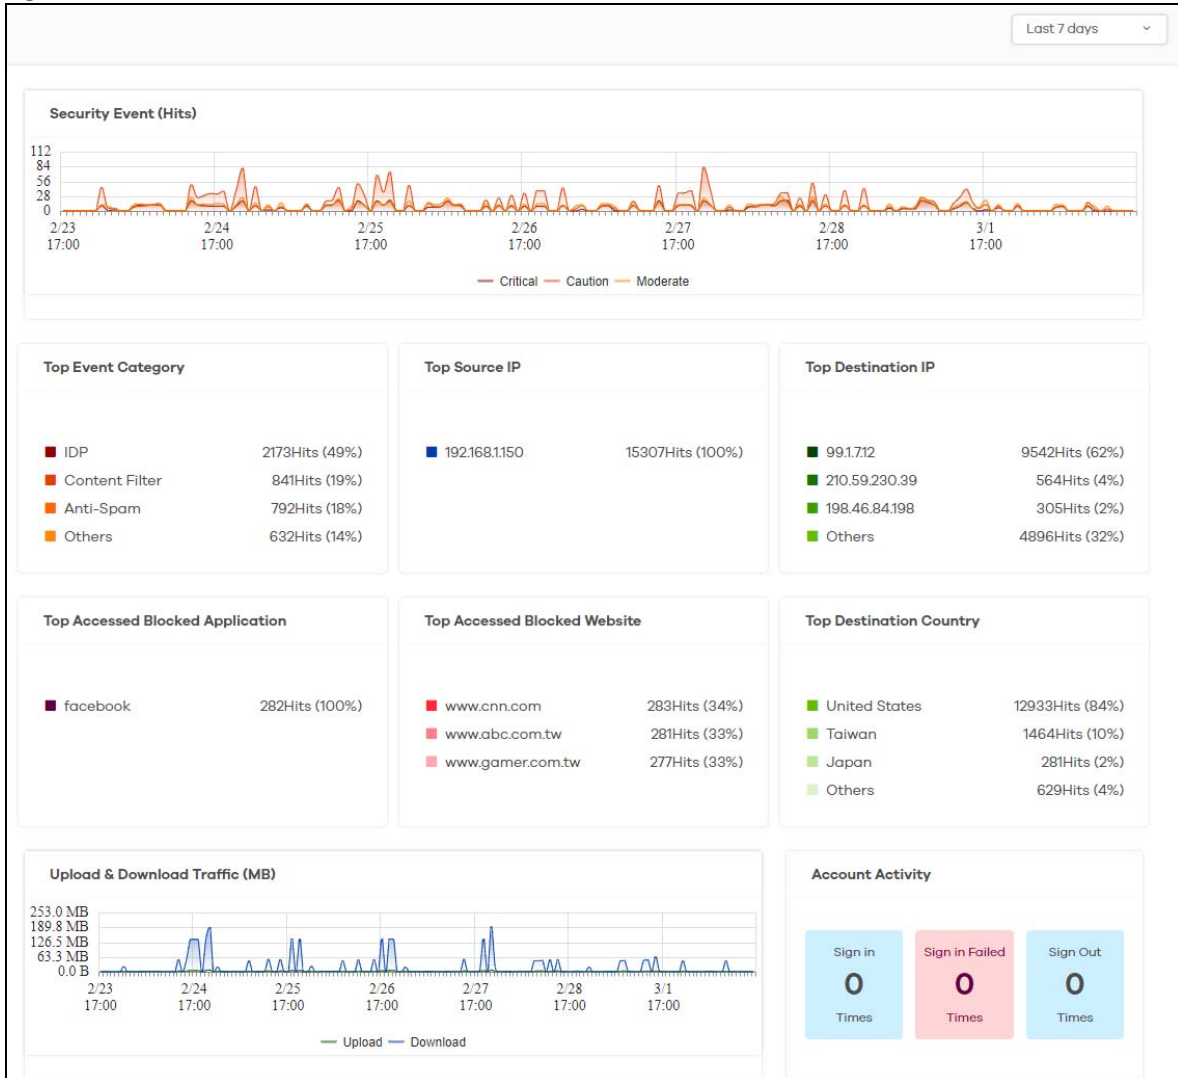 Last 7 days
Security Event (Hits)
112
84
56
28
0
2/23 2/24 2/25 2/26 2/27 2/28 3/1
17:00 17:00 17:00 17:00 17:00 17:00 17:00
Critical Caution Moderate
Top Event Category
IDP 2173Hits (49%)
Content Filter 841Hits (19%)
Anti-Spam 792Hits (18%)
Others 632Hits (14%)
Top Source IP
192.168.1.150 15307Hits (100%)
Top Destination IP
99.1.7.12 9542Hits (62%)
210.59.230.39 564Hits (4%)
198.46.84.198 305Hits (2%)
Others 4896Hits (32%)
Top Accessed Blocked Application
facebook 282Hits (100%)
Top Accessed Blocked Website
www.cnn.com 283Hits (34%)
www.abc.com.tw 281Hits (33%)
www.gamer.com.tw 277Hits (33%)
Top Destination Country
United States 12933Hits (84%)
Taiwan 1464Hits (10%)
Japan 281Hits (2%)
Others 629Hits (4%)
Upload & Download Traffic (MB)
253.0 MB
189.8 MB
126.5 MB
63.3 MB
0.0 B
2/23 2/24 2/25 2/26 2/27 2/28 3/1
17:00 17:00 17:00 17:00 17:00 17:00 17:00
Upload Download
Account Activity
Sign in Sign in Failed Sign Out
0 0 0
Times Times Times